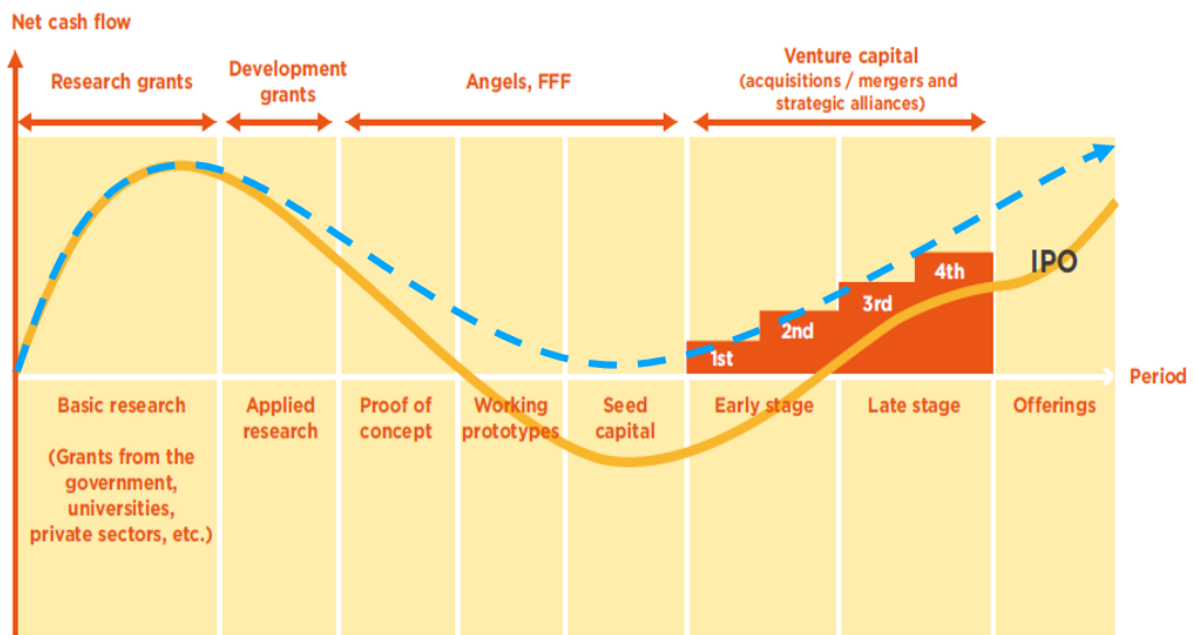 Net cash flow
Research grants
Development
grants
Angels, FFF
Venture capital
(acquisitions / mergers and
strategic alliances)
IPO
4th
3rd
2nd
1st
Period
Basic research
(Grants from the
government,
universities,
private sectors, etc.)
Applied
research
Proof of
concept
Working
prototypes
Seed
capital
Early stage
Late stage
Offerings